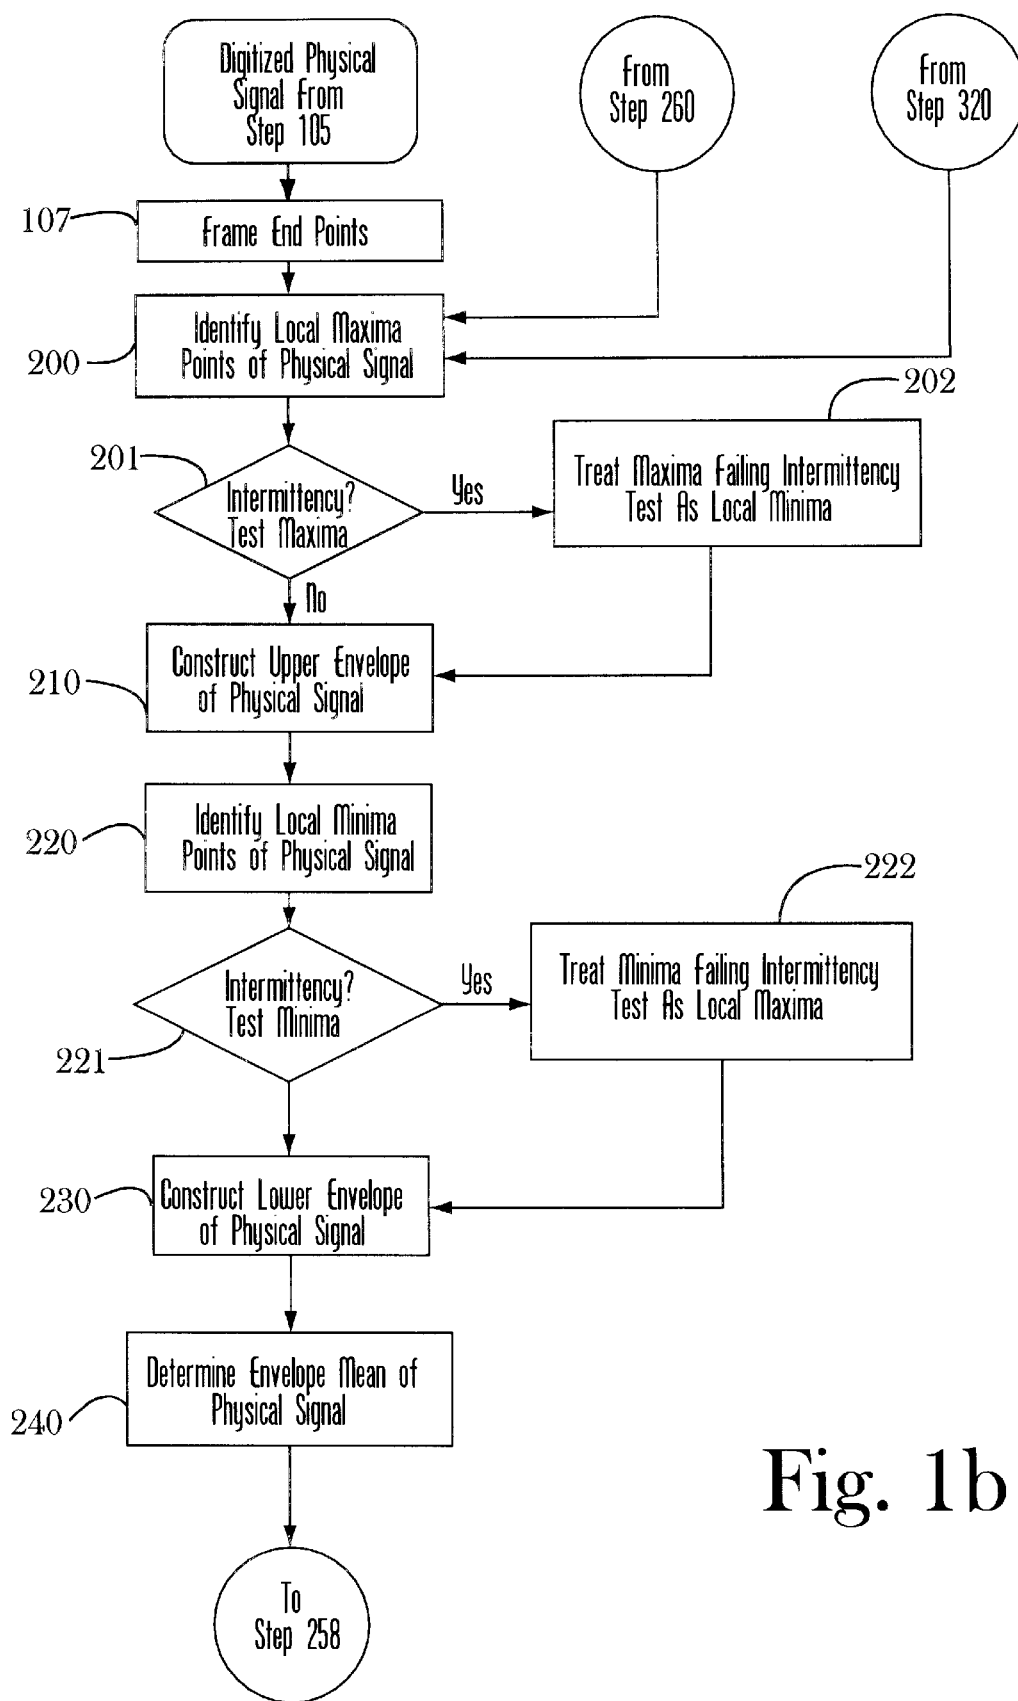 Digitized Physical
Signal From
Step 105
From
Step 260
From
Step 320
107
Frame End Points
200
Identify Local Maxima
Points of Physical Signal
201
Intermittency?
Test Maxima
Yes
202
Treat Maxima Failing Intermittency
Test As Local Minima
No
210
Construct Upper Envelope
of Physical Signal
220
Identify Local Minima
Points of Physical Signal
221
Intermittency?
Test Minima
Yes
222
Treat Minima Failing Intermittency
Test As Local Maxima
230
Construct Lower Envelope
of Physical Signal
240
Determine Envelope Mean of
Physical Signal
To
Step 258
Fig. 1b